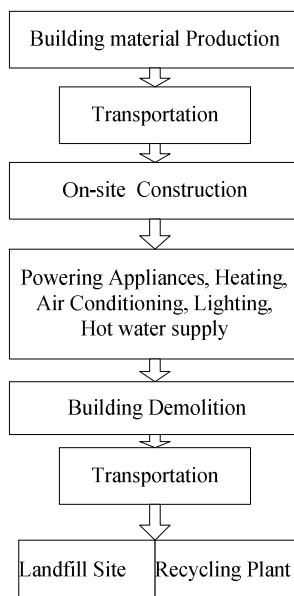 Building material Production
Transportation
On-site Construction
Powering Appliances, Heating,
Air Conditioning, Lighting,
Hot water supply
Building Demolition
Transportation
Landfill Site
Recycling Plant